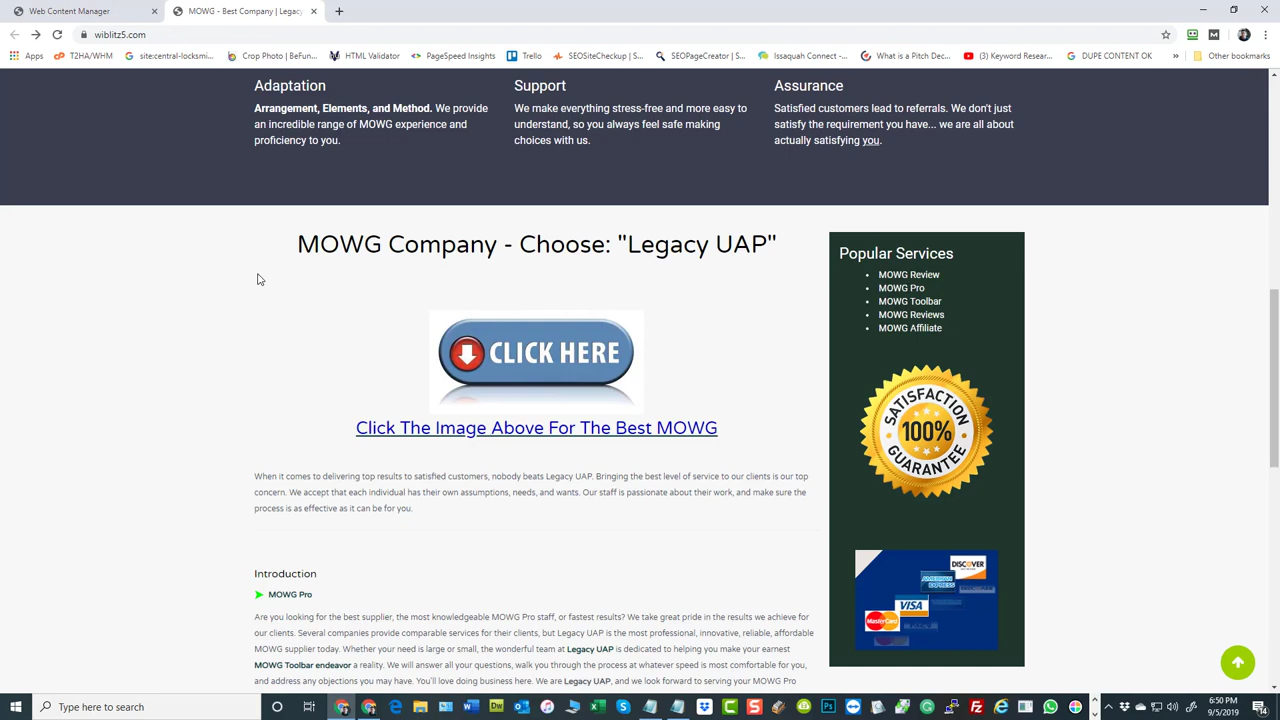 Web Content Manager
MOWG - Best Company | Legacy
wiblitz5.com
Apps
T2HA/WHM
site:central-locksmi...
Crop Photo | BeFun...
HTML Validator
PageSpeed Insights
Trello
SEOSiteCheckup | S...
SEOPageCreator | S...
Issaquah Connect -...
What is a Pitch Dec...
(3) Keyword Resear...
DUPE CONTENT OK
Other bookmarks
Adaptation
Arrangement, Elements, and Method. We provide
an incredible range of MOWG experience and
proficiency to you.
Support
We make everything stress-free and more easy to
understand, so you always feel safe making
choices with us.
Assurance
Satisfied customers lead to referrals. We don't just
satisfy the requirement you have... we are all about
actually satisfying you.
MOWG Company - Choose: "Legacy UAP"
CLICK HERE
Click The Image Above For The Best MOWG
When it comes to delivering top results to satisfied customers, nobody beats Legacy UAP. Bringing the best level of service to our clients is our top
concern. We accept that each individual has their own assumptions, needs, and wants. Our staff is passionate about their work, and make sure the
process is as effective as it can be for you.
Introduction
MOWG Pro
Are you looking for the best supplier, the most knowledgeable MOWG Pro staff, or fastest results? We take great pride in the results we achieve for
our clients. Several companies provide comparable services for their clients, but Legacy UAP is the most professional, innovative, reliable, affordable
MOWG supplier today. Whether your need is large or small, the wonderful team at Legacy UAP is dedicated to helping you make your earnest
MOWG Toolbar endeavor a reality. We will answer all your questions, walk you through the process at whatever speed is most comfortable for you,
and address any objections you may have. You'll love doing business here. We are Legacy UAP, and we look forward to serving your MOWG Pro
Popular Services
MOWG Review
MOWG Pro
MOWG Toolbar
MOWG Reviews
MOWG Affiliate
SATISFACTION
100%
GUARANTEE
DISCOVER
AMERICAN
EXPRESS
VISA
MasterCard
Type here to search
6:50 PM
9/5/2019
14